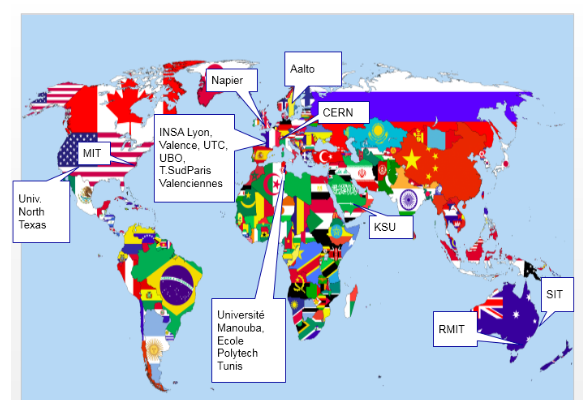 Aalto
Napier
CERN
INSA Lyon,
Valence, UTC,
UBO,
T.SudParis
Valenciennes
MIT
Univ.
North
Texas
KSU
SIT
RMIT
Université
Manouba,
Ecole
Polytech
Tunis